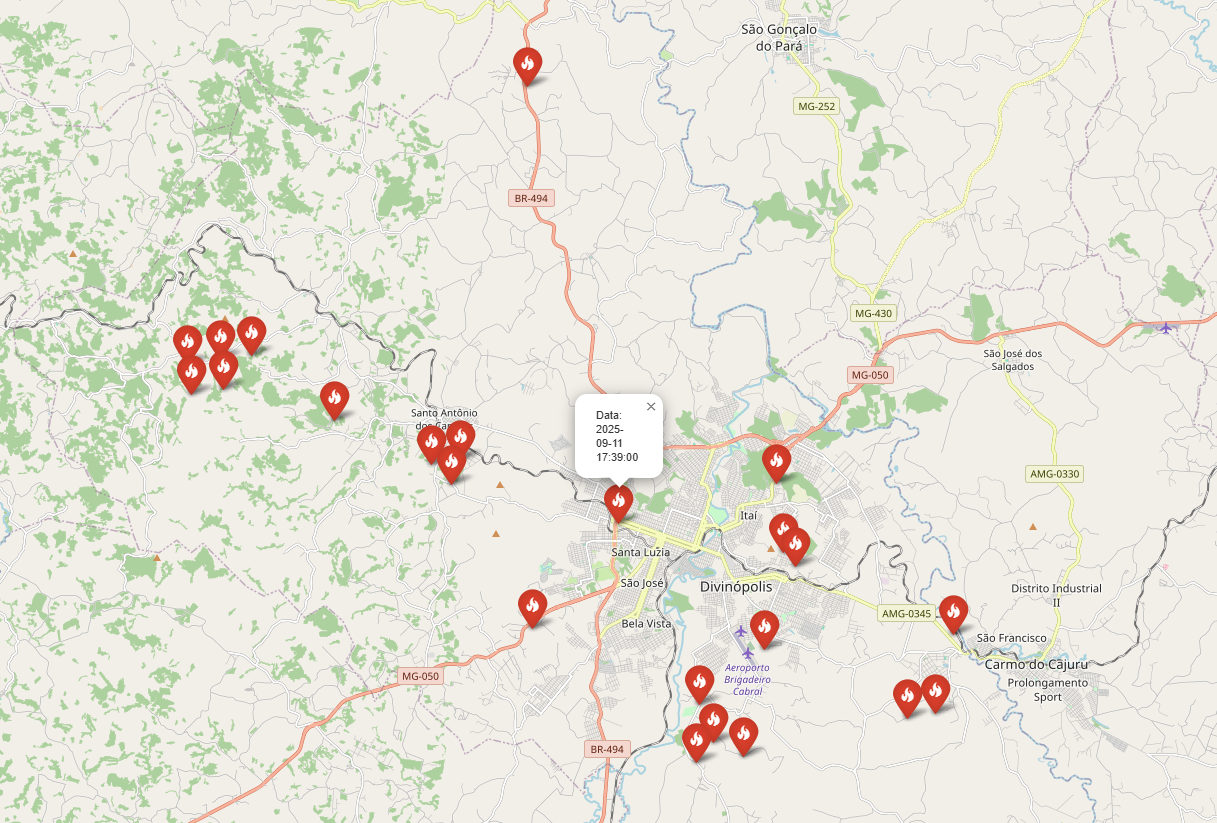 São Gonçalo
do Pará
MG-252
BR-494
MG-430
São José dos
Salgados
MG-050
Santo Antônio
Data:
2025-
09-11
17:39:00
×
AMG-0330
Itaí
Santa Luzia
São José
Divinópolis
Distrito Industrial
II
AMG-0345
Bela Vista
São Francisco
Carmo do Cajuru
Aeroporto
Brigadeiro
Cabral
MG-050
Prolongamento
Sport
BR-494